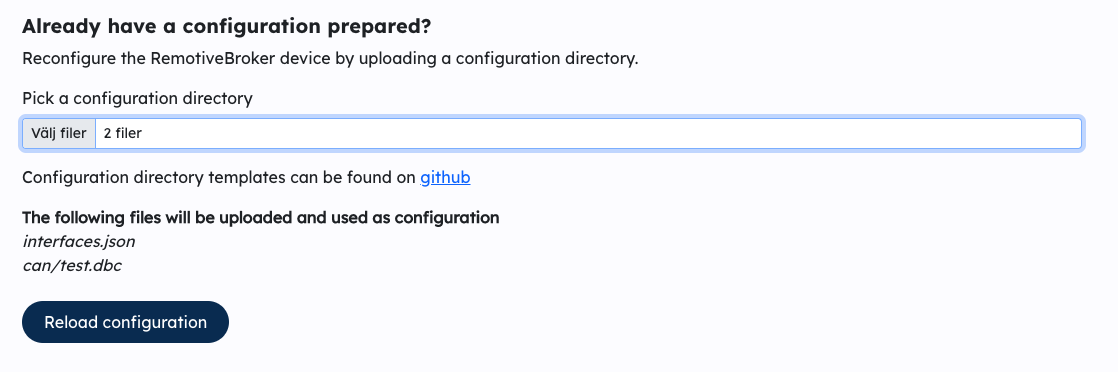 Already have a configuration prepared?
Reconfigure the RemotiveBroker device by uploading a configuration directory.
Pick a configuration directory
Välj filer 2 filer
Configuration directory templates can be found on github
The following files will be uploaded and used as configuration
interfaces.json
can/test.dbc
Reload configuration